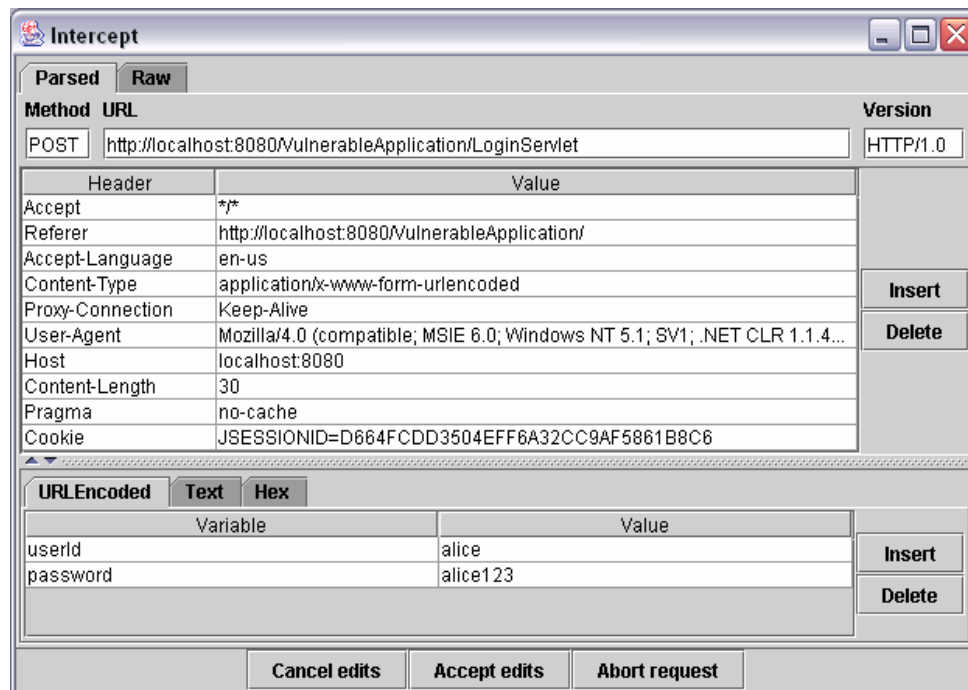 Intercept
Parsed Raw
Method URL Version
POST http://localhost:8080/VulnerableApplication/LoginServlet HTTP/1.0
Header Value
Accept */*
Referer http://localhost:8080/VulnerableApplication/
Accept-Language en-us
Content-Type application/x-www-form-urlencoded
Proxy-Connection Keep-Alive
User-Agent Mozilla/4.0 (compatible; MSIE 6.0; Windows NT 5.1; SV1; .NET CLR 1.1.4...
Host localhost:8080
Content-Length 30
Pragma no-cache
Cookie JSESSIONID=D664FCDD3504EFF6A32CC9AF5861B8C6
Insert
Delete
URLEncoded Text Hex
Variable Value
userId alice
password alice123
Insert
Delete
Cancel edits Accept edits Abort request